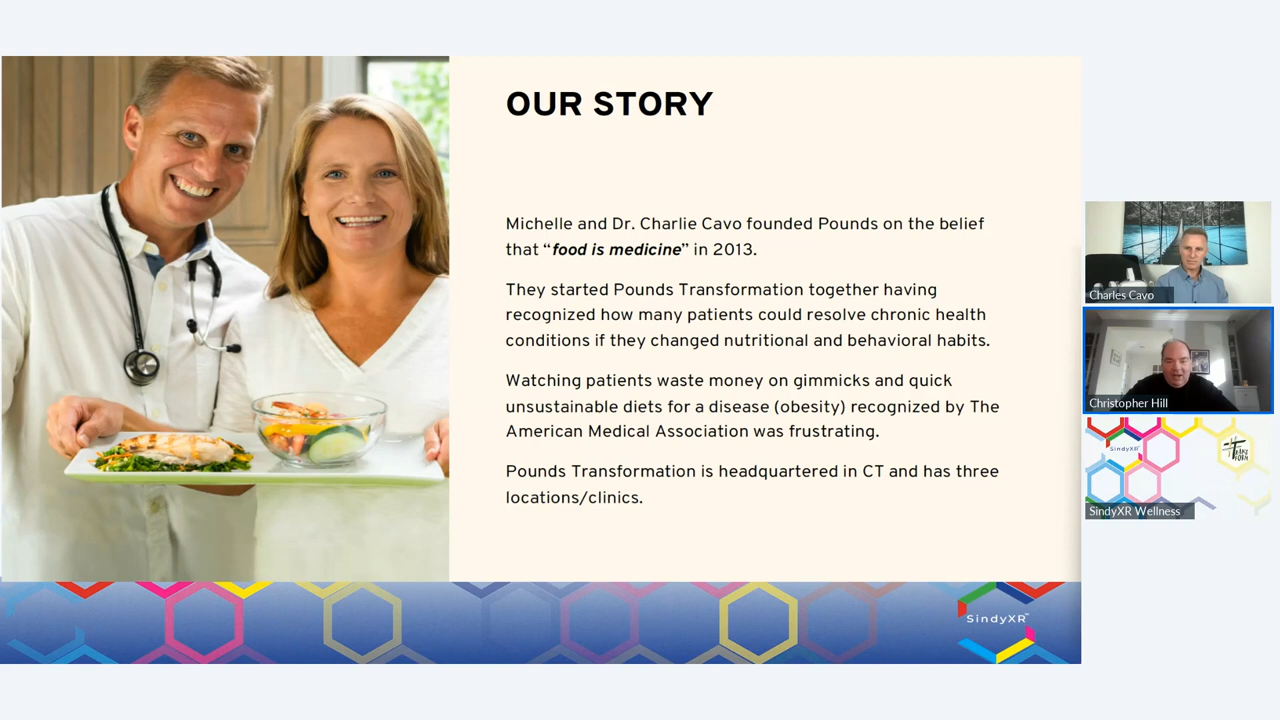 OUR STORY
Michelle and Dr. Charlie Cavo founded Pounds on the belief
that “food is medicine” in 2013.
They started Pounds Transformation together having
recognized how many patients could resolve chronic health
conditions if they changed nutritional and behavioral habits.
Watching patients waste money on gimmicks and quick
unsustainable diets for a disease (obesity) recognized by The
American Medical Association was frustrating.
Pounds Transformation is headquartered in CT and has three
locations/clinics.
SindyXR™
Charles Cavo
Christopher Hill
SindyXR
SindyXR Wellness